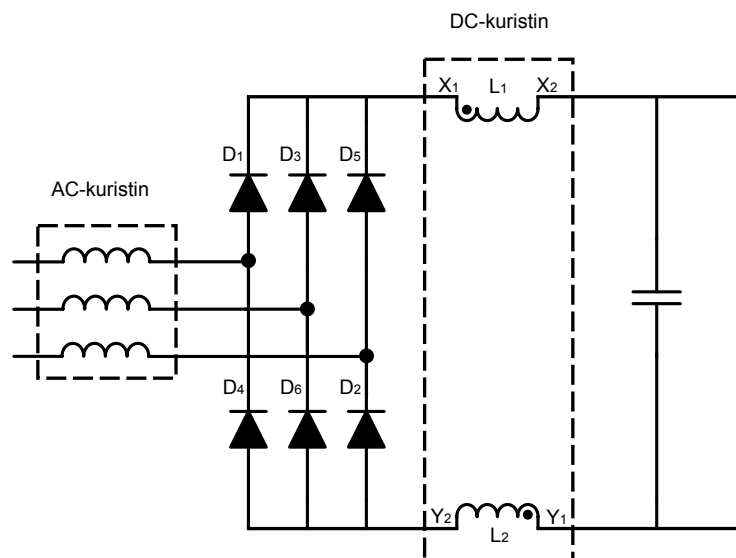 DC-kuristin
X1 L1 X2
D1 D3 D5
AC-kuristin
D4 D6 D2
Y2 L2 Y1